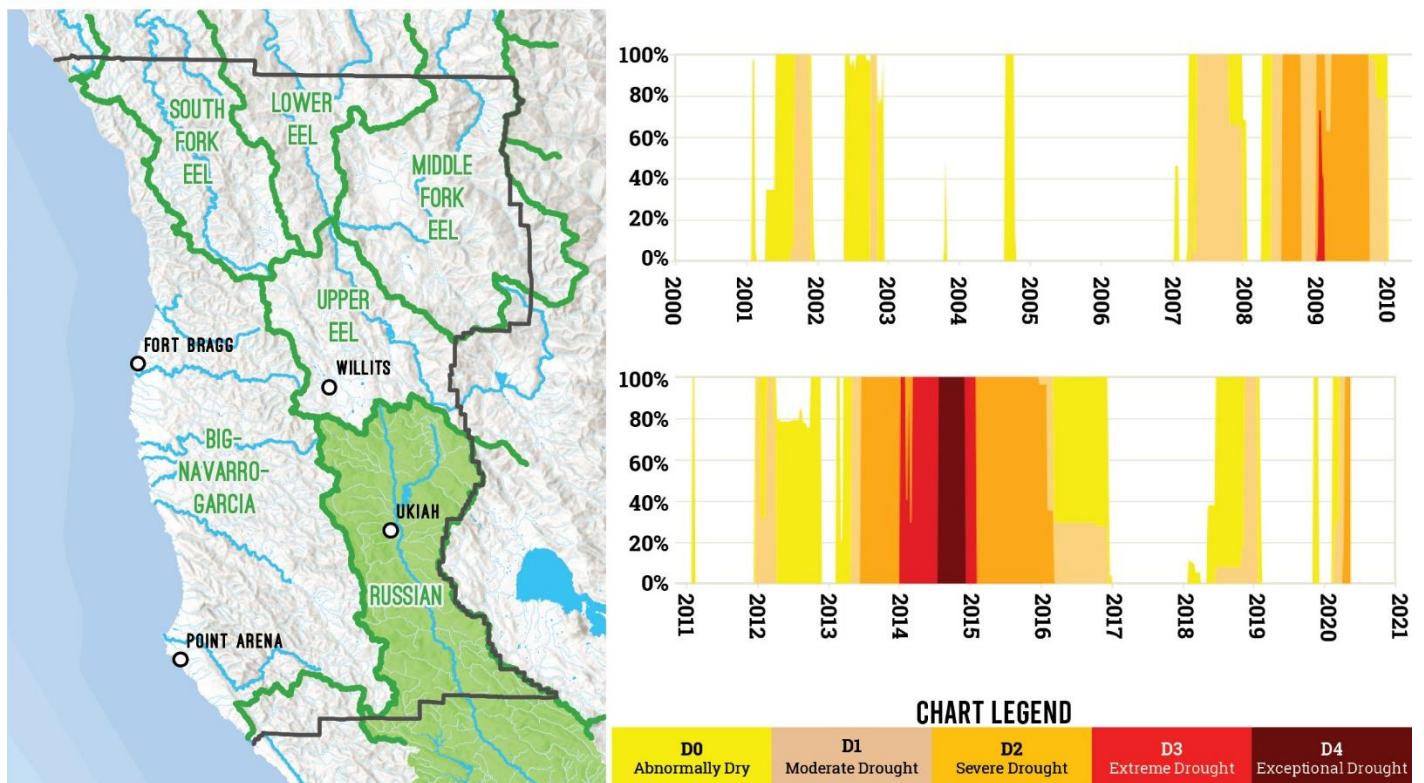 SOUTH
FORK
EEL
LOWER
EEL
MIDDLE
FORK
EEL
UPPER
EEL
FORT BRAGG
WILLITS
BIG-
NAVARRO-
GARCIA
UKIAH
RUSSIAN
POINT ARENA
100%
80%
60%
40%
20%
0%
2000
2001
2002
2003
2004
2005
2006
2007
2008
2009
2010
100%
80%
60%
40%
20%
0%
2011
2012
2013
2014
2015
2016
2017
2018
2019
2020
2021
CHART LEGEND
D0
Abnormally Dry
D1
Moderate Drought
D2
Severe Drought
D3
Extreme Drought
D4
Exceptional Drought